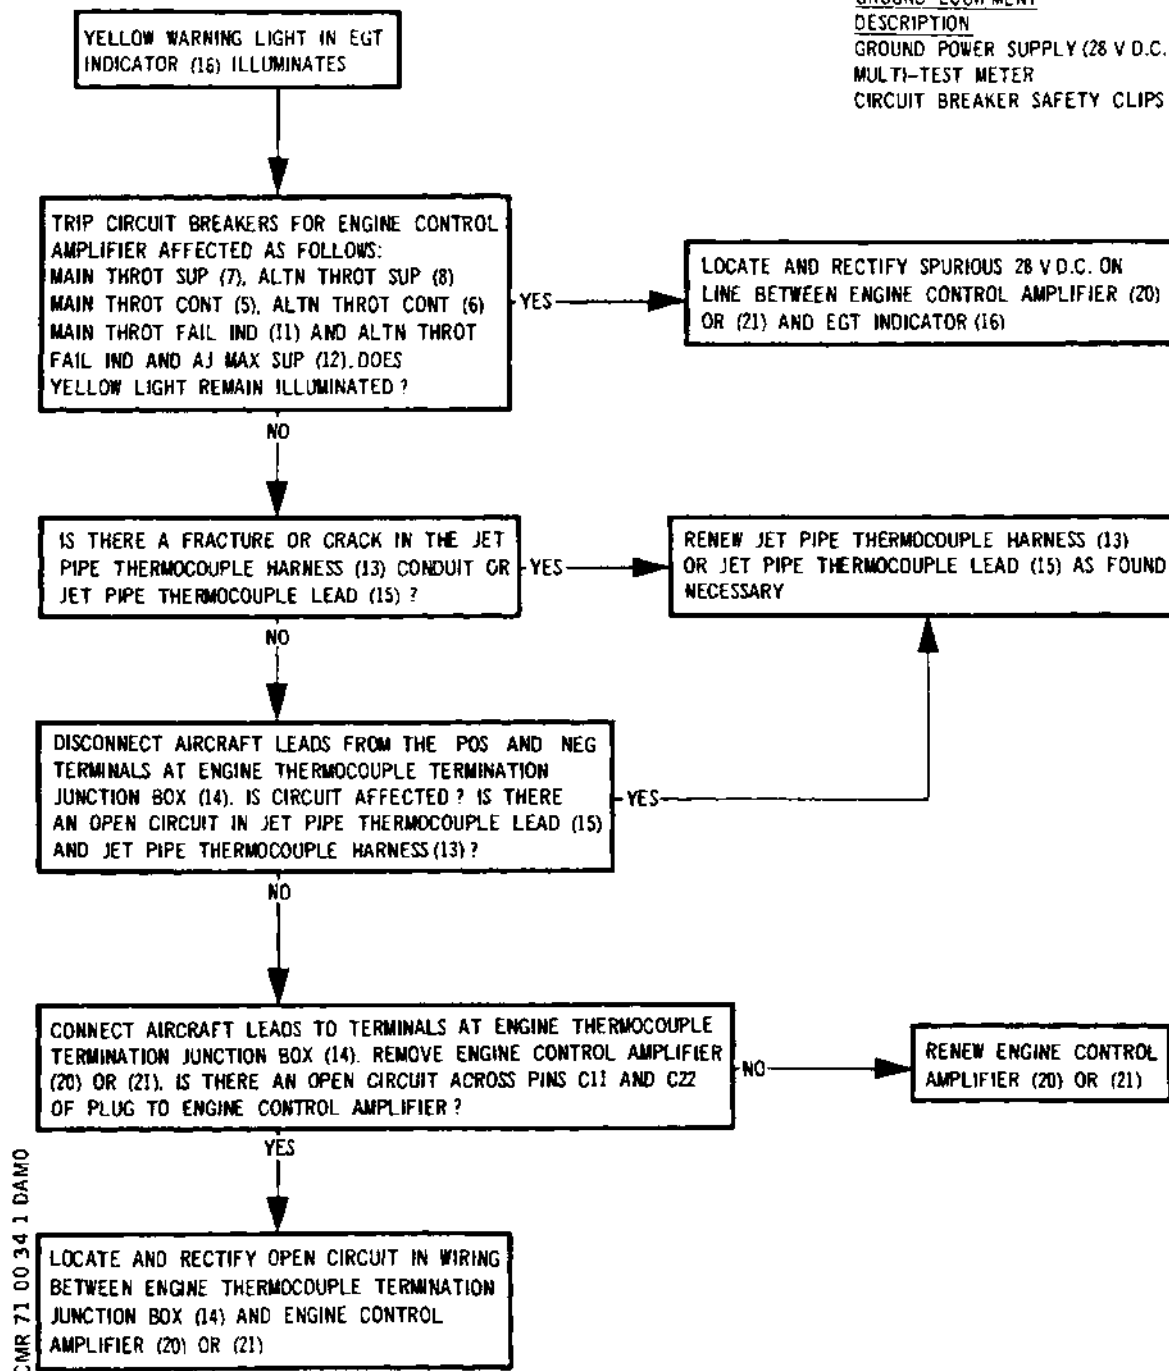 GROUND EQUIPMENT
DESCRIPTION
GROUND POWER SUPPLY (28 V D.C.
MULTI-TEST METER
CIRCUIT BREAKER SAFETY CLIPS
YELLOW WARNING LIGHT IN EGT
INDICATOR (16) ILLUMINATES
TRIP CIRCUIT BREAKERS FOR ENGINE CONTROL
AMPLIFIER AFFECTED AS FOLLOWS:
MAIN THROT SUP (7), ALTN THROT SUP (8)
MAIN THROT CONT (5), ALTN THROT CONT (6)
MAIN THROT FAIL IND (11) AND ALTN THROT
FAIL IND AND AJ MAX SUP (12). DOES
YELLOW LIGHT REMAIN ILLUMINATED ?
YES
LOCATE AND RECTIFY SPURIOUS 28 V D.C. ON
LINE BETWEEN ENGINE CONTROL AMPLIFIER (20)
OR (21) AND EGT INDICATOR (16)
NO
IS THERE A FRACTURE OR CRACK IN THE JET
PIPE THERMOCOUPLE HARNESS (13) CONDUIT OR
JET PIPE THERMOCOUPLE LEAD (15) ?
YES
RENEW JET PIPE THERMOCOUPLE HARNESS (13)
OR JET PIPE THERMOCOUPLE LEAD (15) AS FOUND
NECESSARY
NO
DISCONNECT AIRCRAFT LEADS FROM THE POS AND NEG
TERMINALS AT ENGINE THERMOCOUPLE TERMINATION
JUNCTION BOX (14). IS CIRCUIT AFFECTED ? IS THERE
AN OPEN CIRCUIT IN JET PIPE THERMOCOUPLE LEAD (15)
AND JET PIPE THERMOCOUPLE HARNESS (13) ?
YES
NO
CONNECT AIRCRAFT LEADS TO TERMINALS AT ENGINE THERMOCOUPLE
TERMINATION JUNCTION BOX (14). REMOVE ENGINE CONTROL AMPLIFIER
(20) OR (21). IS THERE AN OPEN CIRCUIT ACROSS PINS C11 AND C22
OF PLUG TO ENGINE CONTROL AMPLIFIER ?
NO
RENEW ENGINE CONTROL
AMPLIFIER (20) OR (21)
YES
LOCATE AND RECTIFY OPEN CIRCUIT IN WIRING
BETWEEN ENGINE THERMOCOUPLE TERMINATION
JUNCTION BOX (14) AND ENGINE CONTROL
AMPLIFIER (20) OR (21)
CMR 71 00 34 1 DAMO